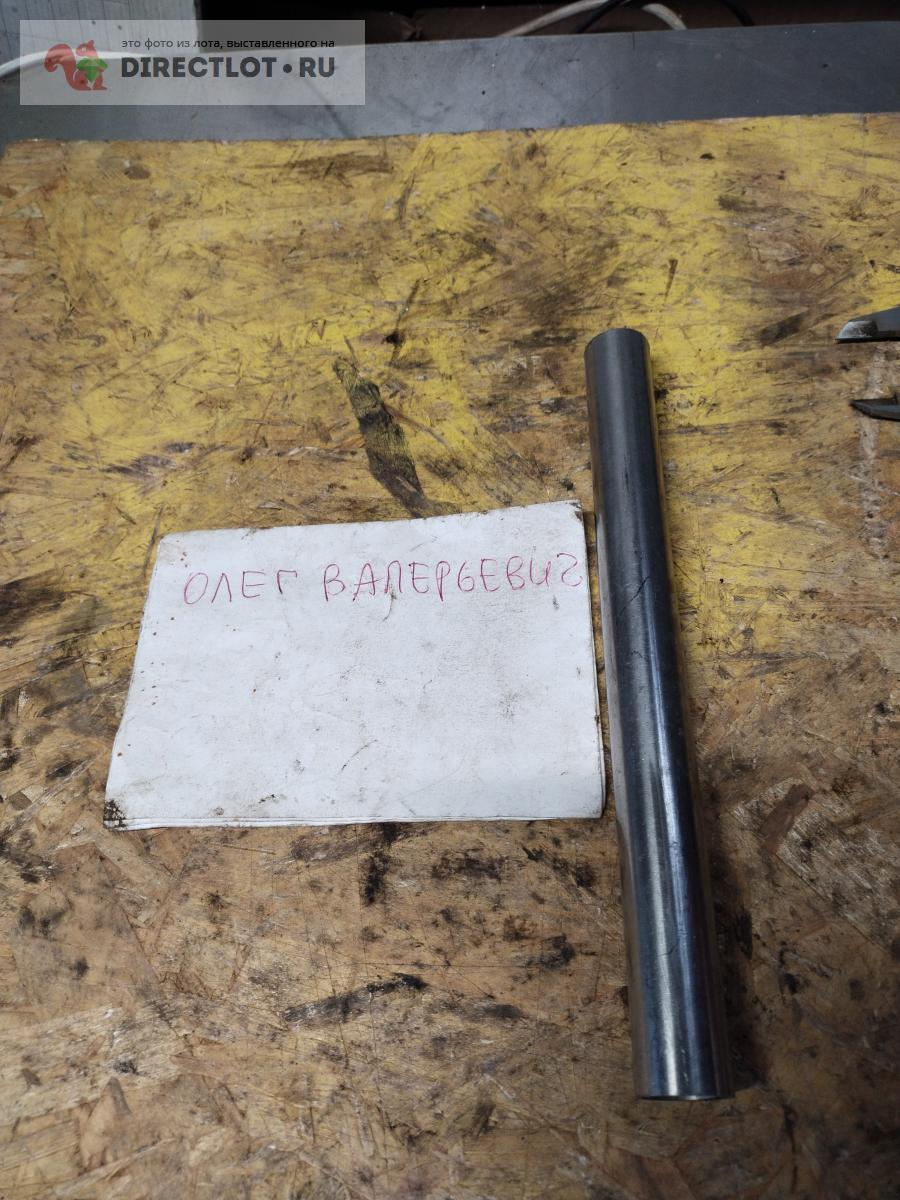 это фото из лота, выставленного на
DIRECTLOT•RU
ОЛЕГ ВАЛЕРЬЕВИЧ